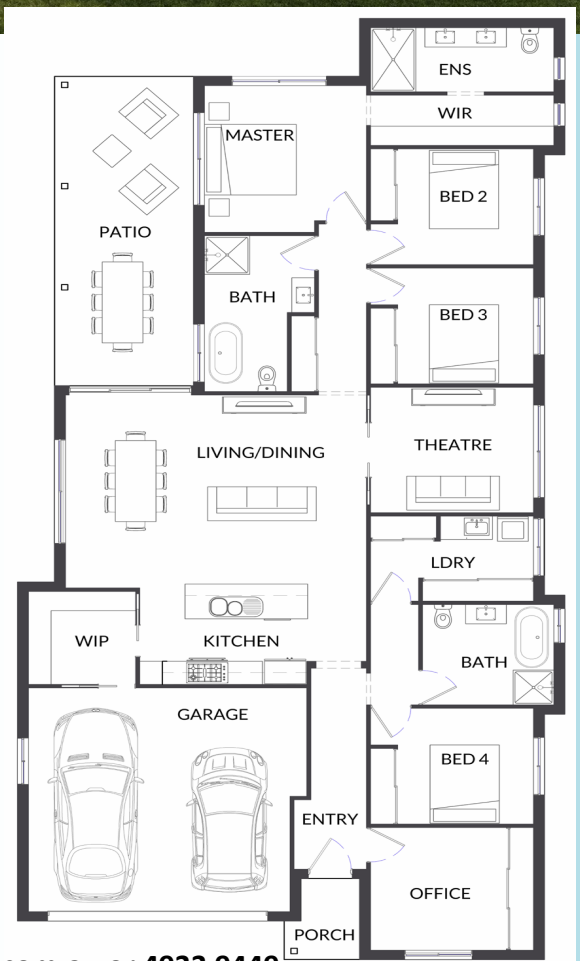 ENS
WIR
MASTER
BED 2
PATIO
BATH
BED 3
LIVING/DINING
THEATRE
LDRY
WIP
KITCHEN
BATH
GARAGE
BED 4
ENTRY
OFFICE
PORCH